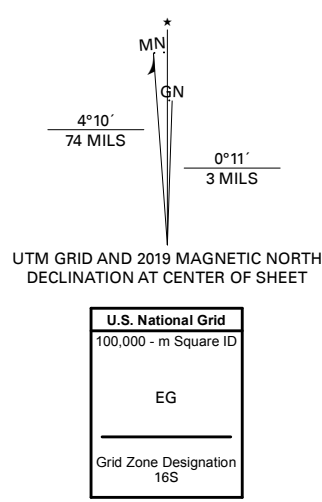 ★
MN
GN
4°10´
74 MILS
0°11´
3 MILS
UTM GRID AND 2019 MAGNETIC NORTH
DECLINATION AT CENTER OF SHEET
U.S. National Grid
100,000 - m Square ID
EG
Grid Zone Designation
16S